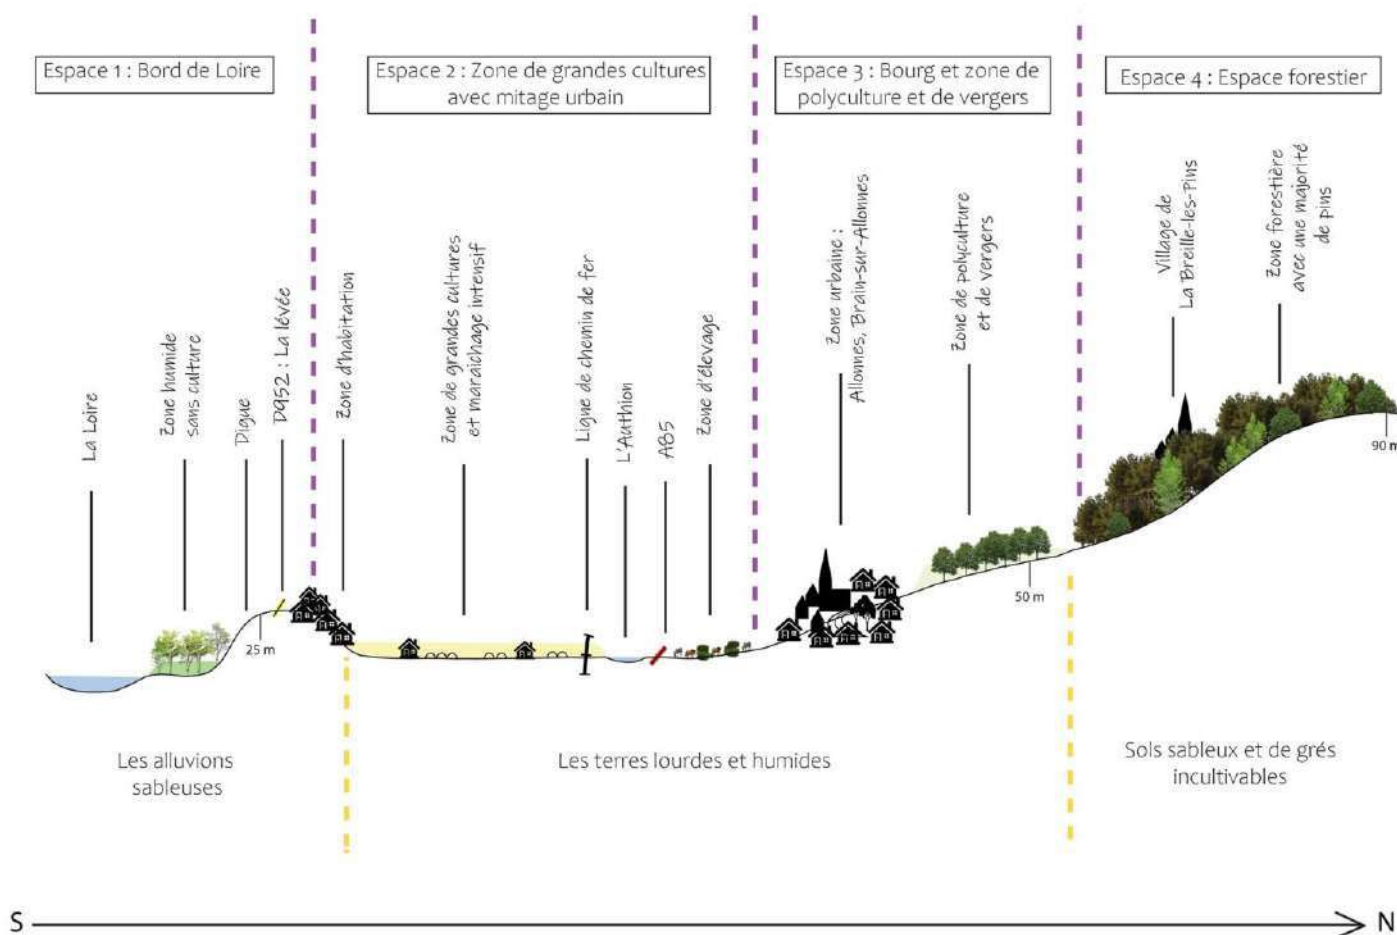 Espace 1 : Bord de Loire
Espace 2 : Zone de grandes cultures
avec mitage urbain
Espace 3 : Bourg et zone de
polyculture et de vergers
Espace 4 : Espace forestier
La Loire
Zone humide
sans culture
Digue
D952 : La lévée
Zone d'habitation
Zone de grandes cultures
et maraichage intensif
Ligne de chemin de fer
L'Authion
A85
Zone d'élevage
Zone urbaine :
Allonnes, Brain-sur-Allonnes
Zone de polyculture
et de vergers
Village de
La Breille-les-Pins
Zone forestière
avec une majorité
de pins
25 m
50 m
90 m
Les alluvions
sableuses
Les terres lourdes et humides
Sols sableux et de grés
incultivables
S
N